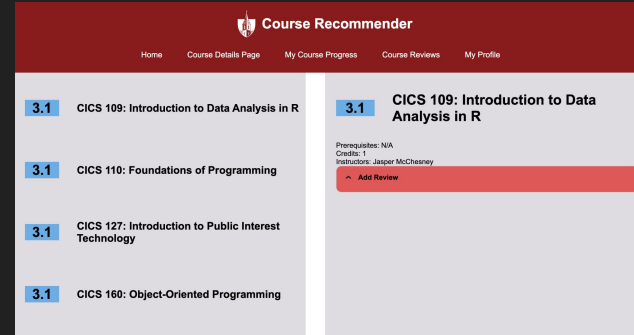 Course Recommender
Home Course Details Page My Course Progress Course Reviews My Profile
3.1 CICS 109: Introduction to Data Analysis in R
3.1 CICS 110: Foundations of Programming
3.1 CICS 127: Introduction to Public Interest
Technology
3.1 CICS 160: Object-Oriented Programming
3.1 CICS 109: Introduction to Data
Analysis in R
Prerequisites: N/A
Credits: 1
Instructors: Jasper McChesney
Add Review